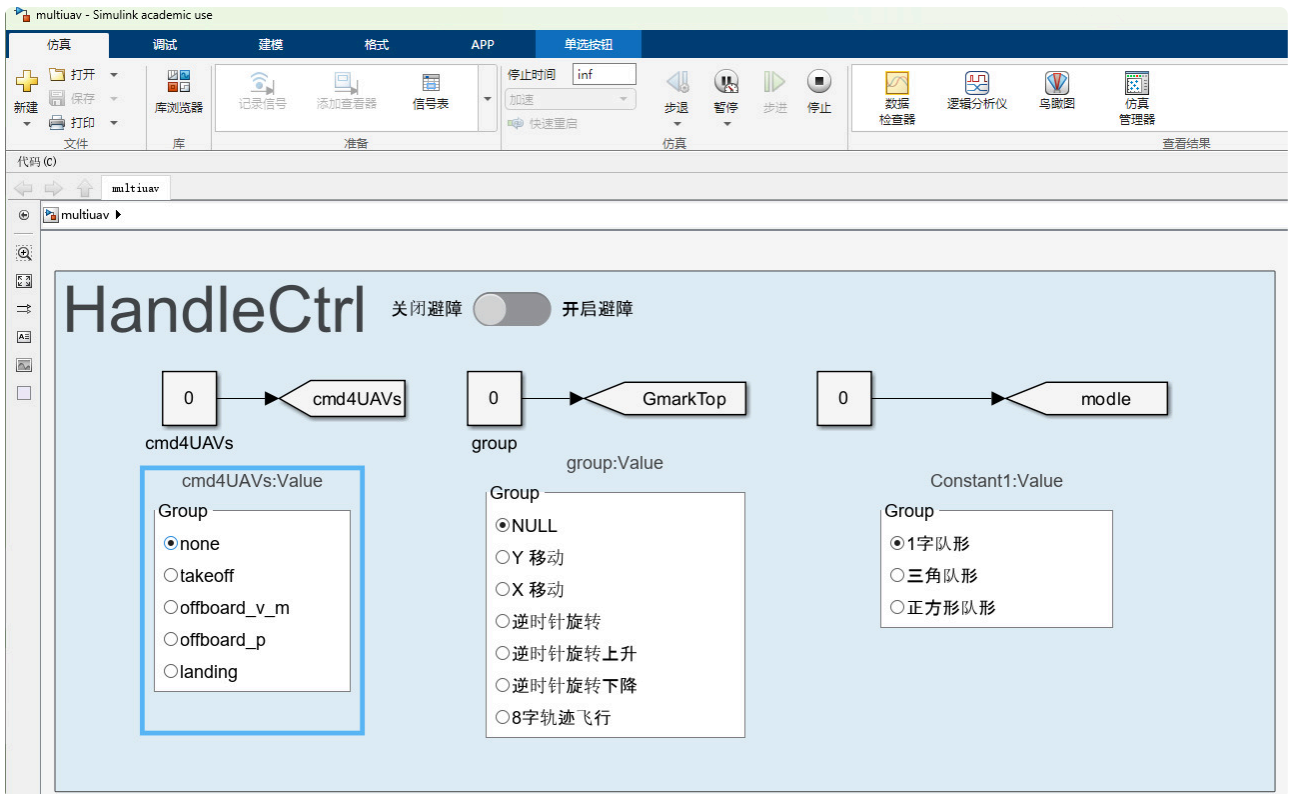 multiuav - Simulink academic use
仿真 调试 建模 格式 APP 单选按钮
新建
打开
保存
打印
文件
库浏览器
库
记录信号
添加查看器
信号表
准备
停止时间 inf
加速
快速重启
步退
暂停
步进
停止
仿真
数据
检查器
逻辑分析仪
鸟瞰图
仿真
管理器
查看结果
代码(C)
multiuav
multiuav
HandleCtrl
关闭避障 开启避障
0 cmd4UAVs
cmd4UAVs
cmd4UAVs:Value
Group
none
takeoff
offboard_v_m
offboard_p
landing
0 GmarkTop
group
group:Value
Group
NULL
Y 移动
X 移动
逆时针旋转
逆时针旋转上升
逆时针旋转下降
8字轨迹飞行
0 modle
Constant1:Value
Group
1字队形
三角队形
正方形队形